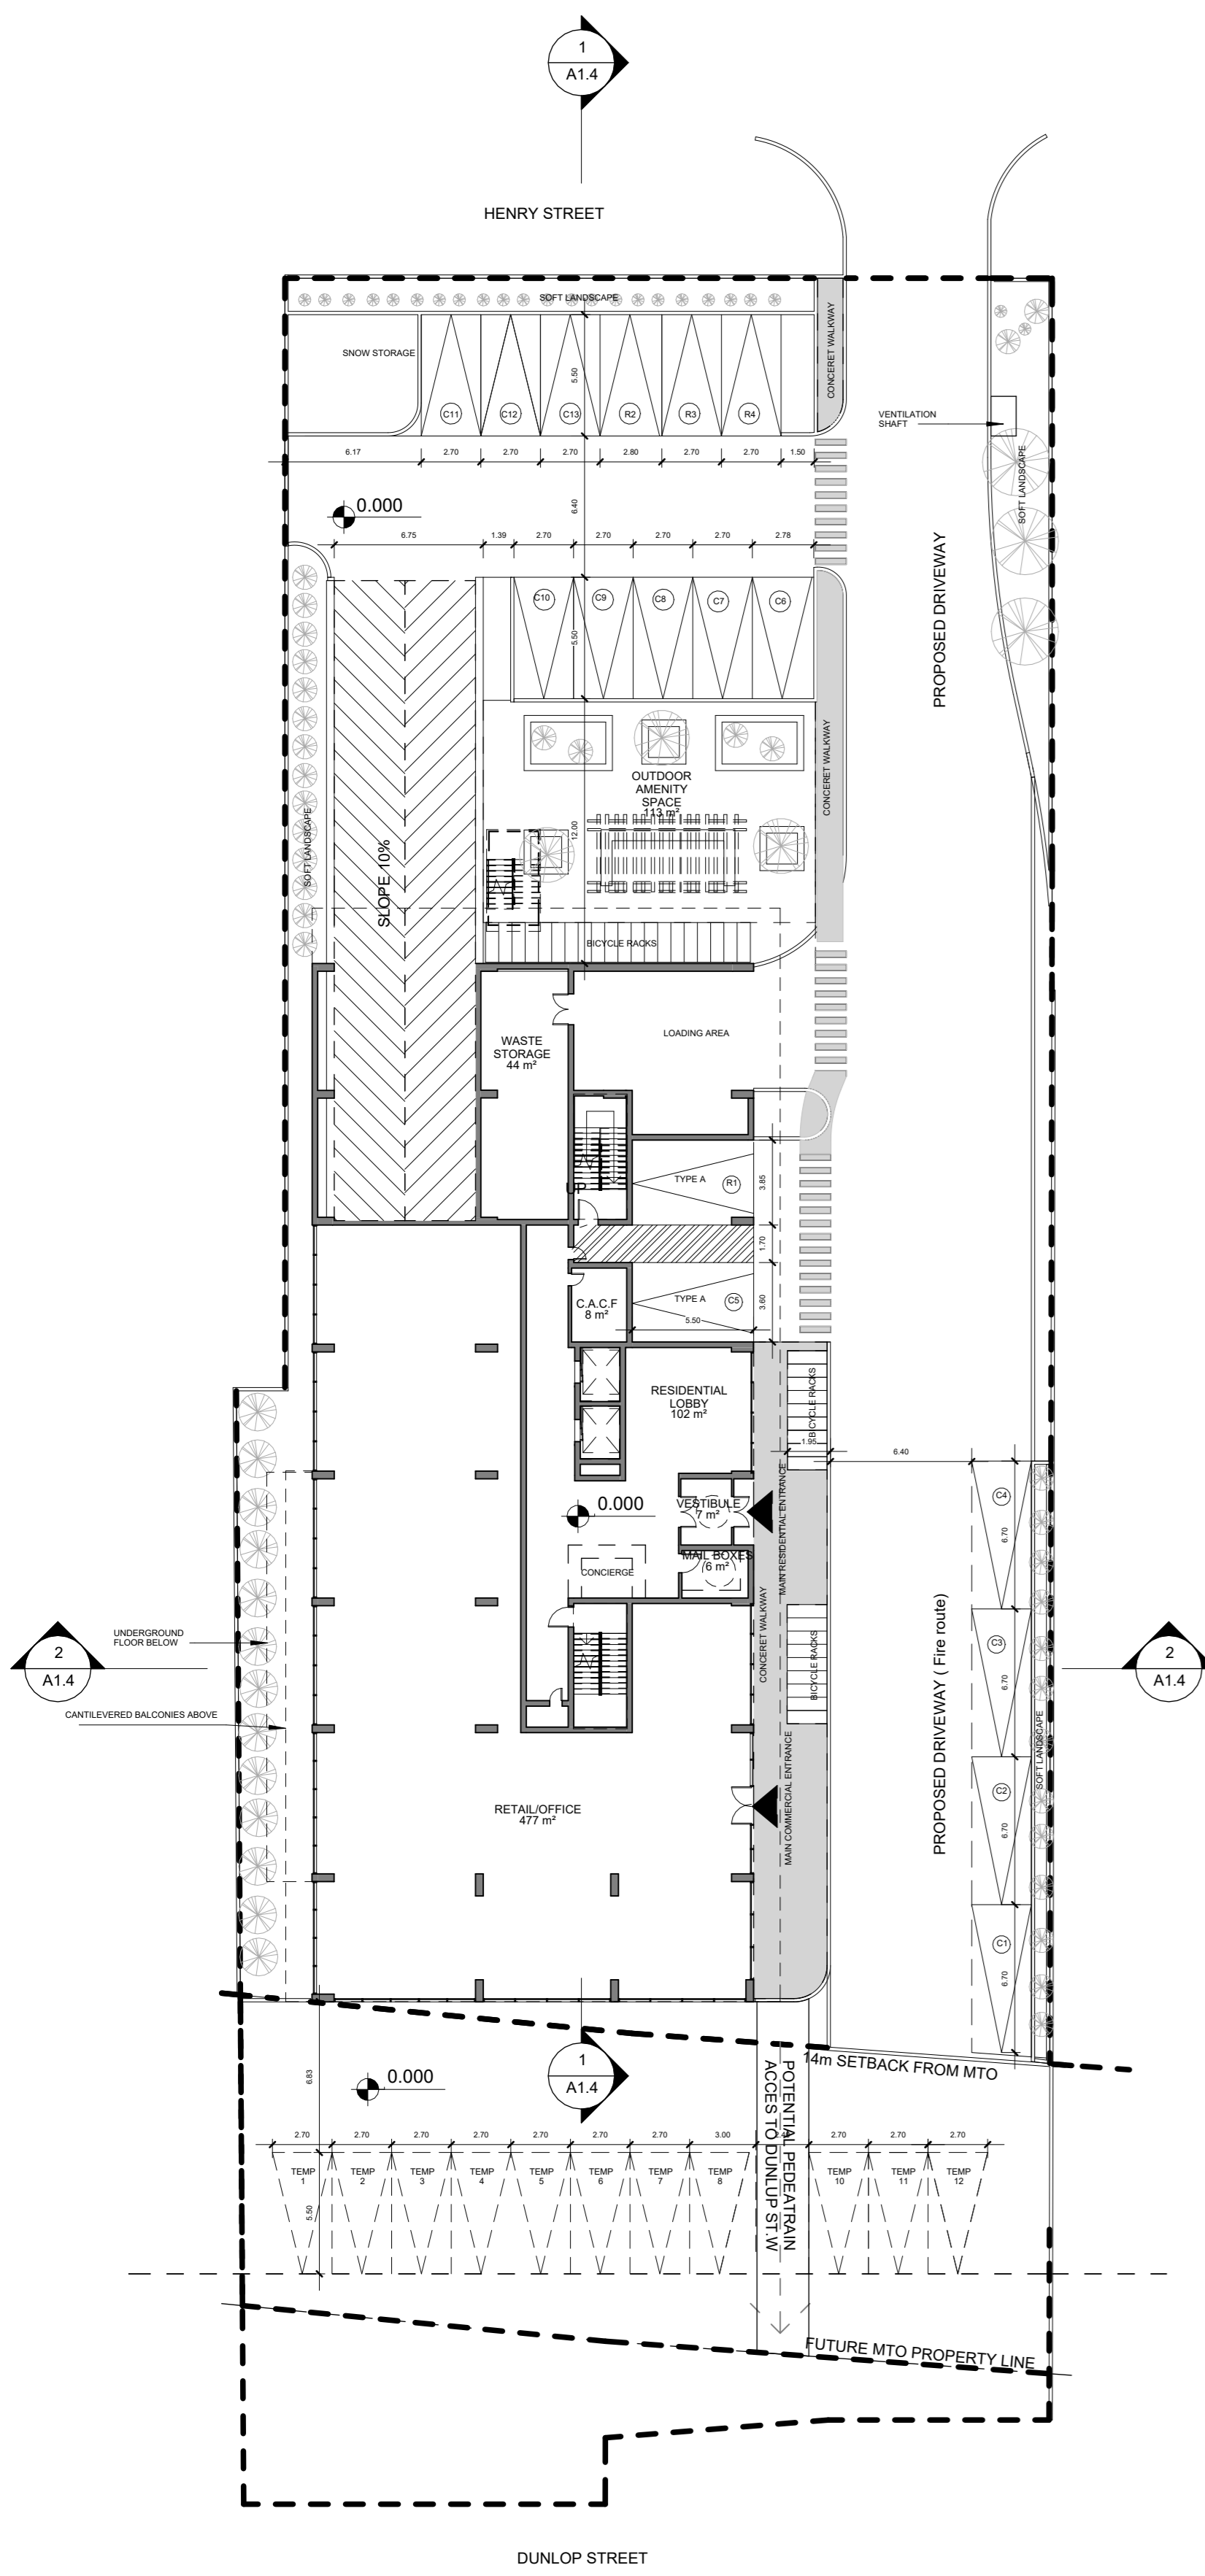 1
A1.4
HENRY STREET
SOFT LANDSCAPE
SNOW STORAGE
CONCERET WALKWAY
5.50
C11
C12
C13
R2
R3
R4
VENTILATION
SHAFT
SOFT LANDSCAPE
6.17
2.70
2.70
2.70
2.80
2.70
2.70
1.50
0.000
6.40
6.75
1.39
2.70
2.70
2.70
2.70
2.78
PROPOSED DRIVEWAY
C10
C9
C8
C7
C6
5.50
CONCERET WALKWAY
OUTDOOR
AMENITY
SPACE
113 m²
12.00
SOFT LANDSCAPE
SLOPE 10%
BICYCLE RACKS
LOADING AREA
WASTE
STORAGE
44 m²
UP
TYPE A
R1
3.85
1.70
C.A.C.F
8 m²
TYPE A
C5
5.50
3.60
RESIDENTIAL
LOBBY
102 m²
BICYCLE RACKS
1.95
6.40
MAIN RESIDENTIAL ENTRANCE
C4
6.70
0.000
VESTIBULE
7 m²
MAIL BOXES
6 m²
CONCIERGE
CONCERET WALKWAY
BICYCLE RACKS
UNDERGROUND
FLOOR BELOW
2
A1.4
CANTILEVERED BALCONIES ABOVE
C3
6.70
2
A1.4
PROPOSED DRIVEWAY ( Fire route)
SOFT LANDSCAPE
MAIN COMMERCIAL ENTRANCE
C2
6.70
RETAIL/OFFICE
477 m²
C1
6.70
14m SETBACK FROM MTO
1
A1.4
6.83
0.000
POTENTIAL PEDEATRAIN
ACCES TO DUNLUP ST.W
2.70
2.70
2.70
2.70
2.70
2.70
2.70
3.00
2.70
2.70
2.70
TEMP
1
TEMP
2
TEMP
3
TEMP
4
TEMP
5
TEMP
6
TEMP
7
TEMP
8
TEMP
10
TEMP
11
TEMP
12
5.50
FUTURE MTO PROPERTY LINE
DUNLOP STREET